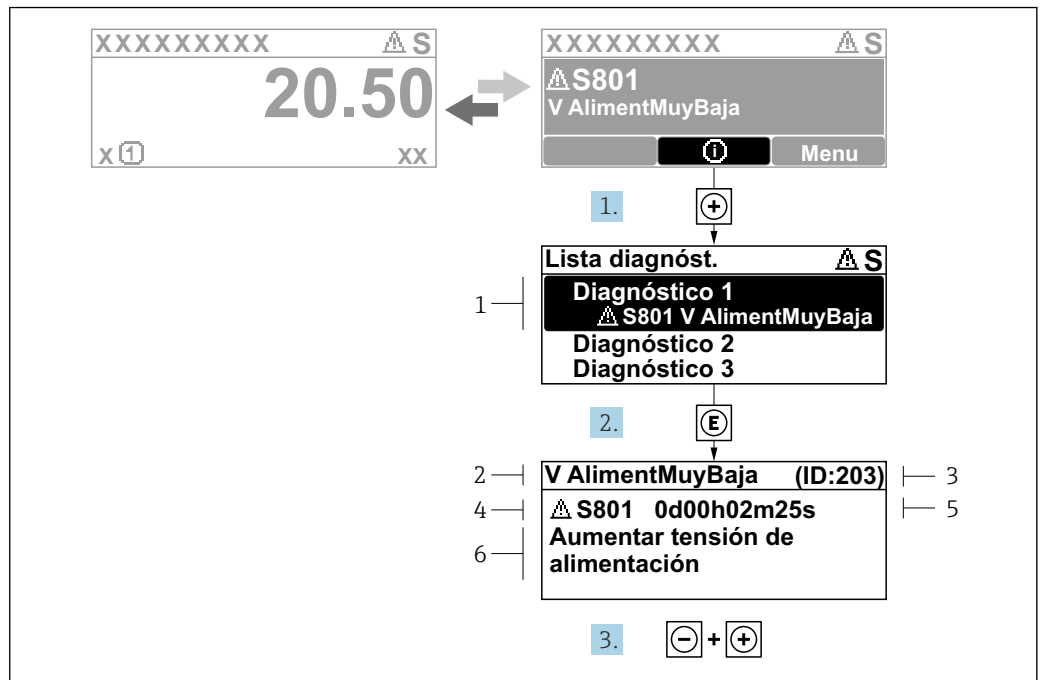 XXXXXXXXX ⚠ S
20.50
X ① XX
XXXXXXXXX ⚠ S
⚠ S801
V AlimentMuyBaja
ⓘ Menu
1. +
Lista diagnóst. ⚠ S
1
Diagnóstico 1
⚠ S801 V AlimentMuyBaja
Diagnóstico 2
Diagnóstico 3
2. E
2 V AlimentMuyBaja (ID:203) 3
4 ⚠ S801 0d00h02m25s 5
6 Aumentar tensión de
alimentación
3. − + +